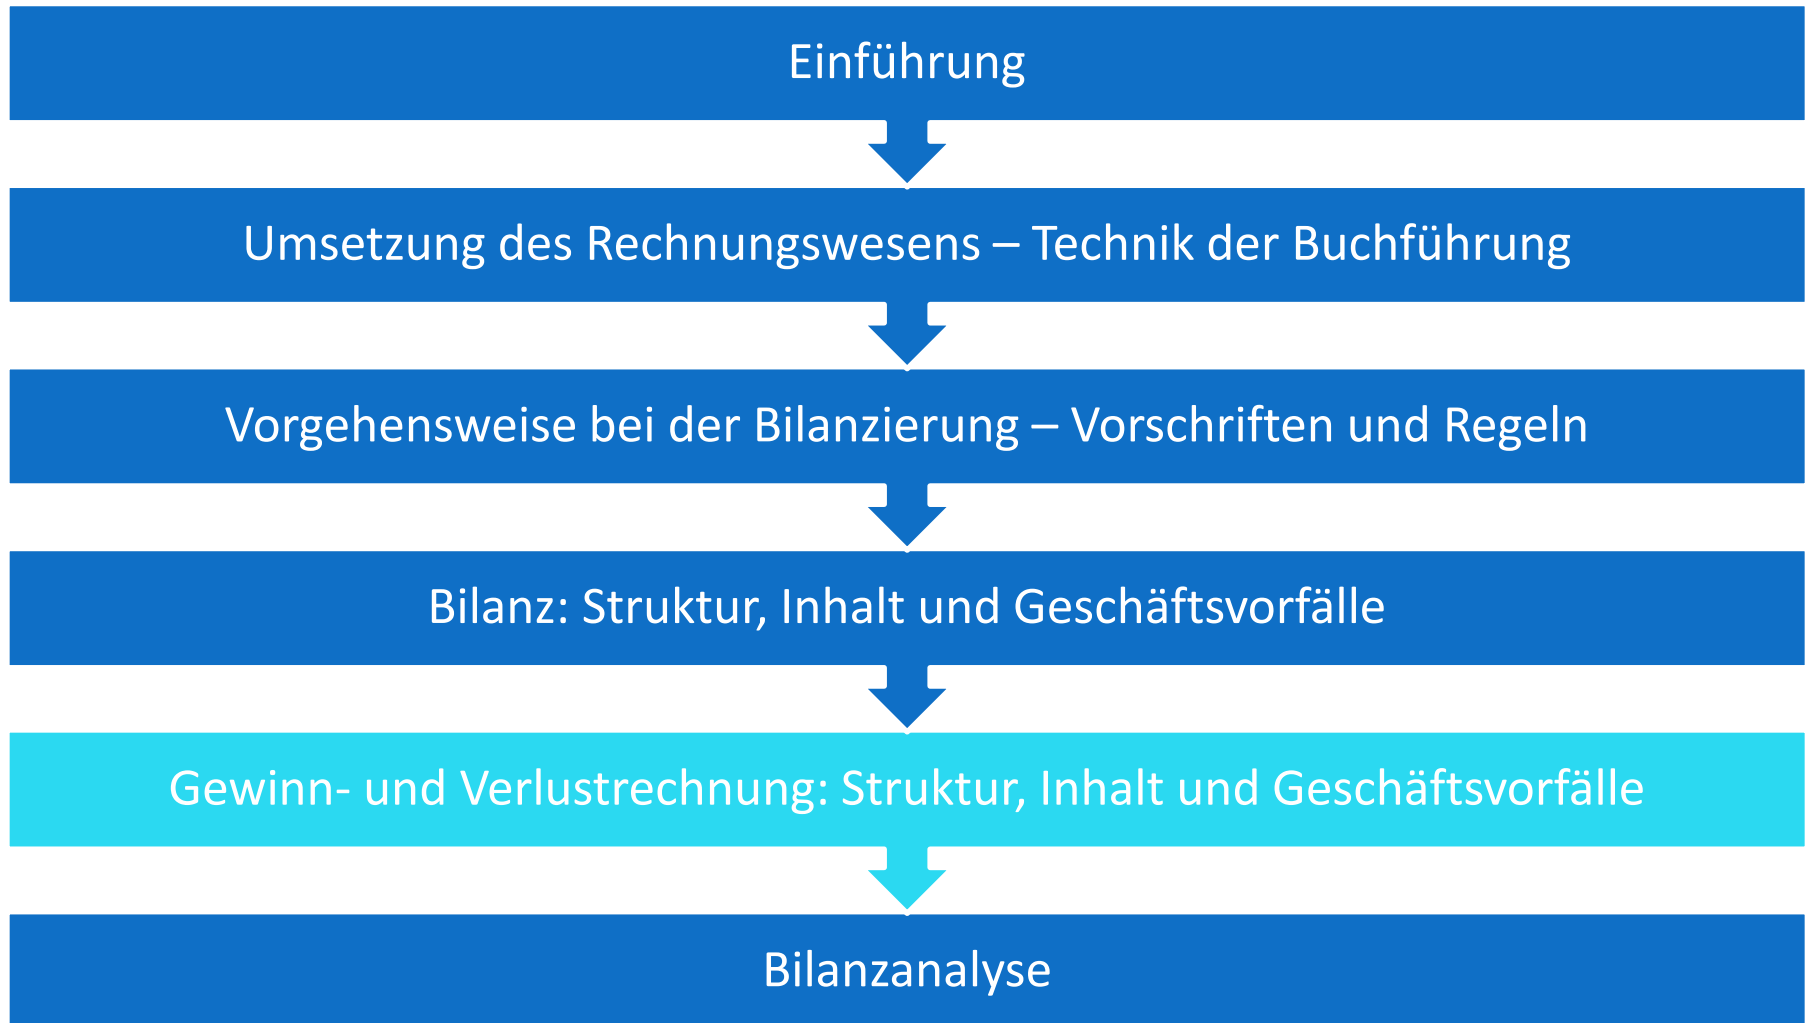 Einführung
Umsetzung des Rechnungswesens – Technik der Buchführung
Vorgehensweise bei der Bilanzierung – Vorschriften und Regeln
Bilanz: Struktur, Inhalt und Geschäftsvorfälle
Gewinn- und Verlustrechnung: Struktur, Inhalt und Geschäftsvorfälle
Bilanzanalyse